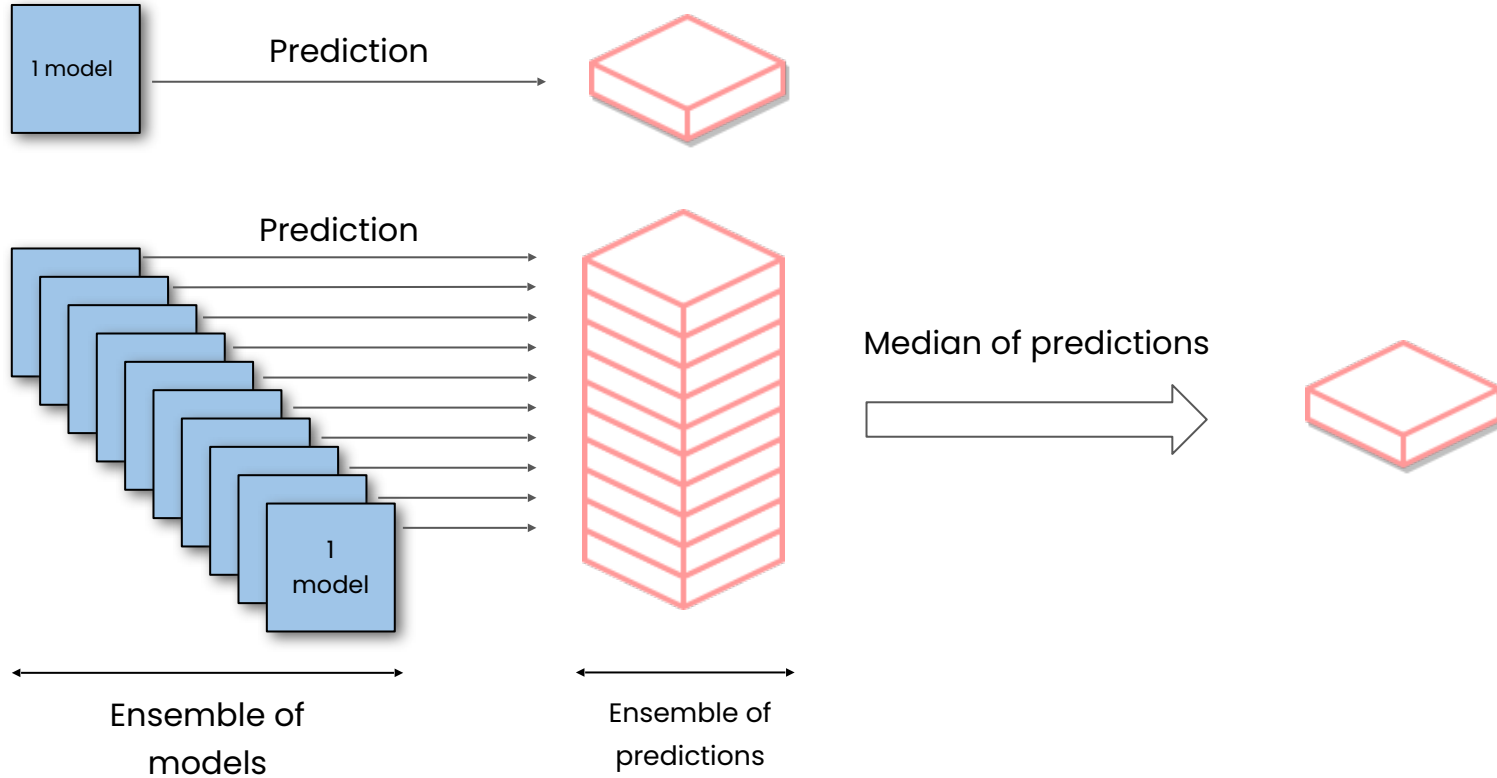 1 model
Prediction
Prediction
Median of predictions
1
model
Ensemble of
models
Ensemble of
predictions